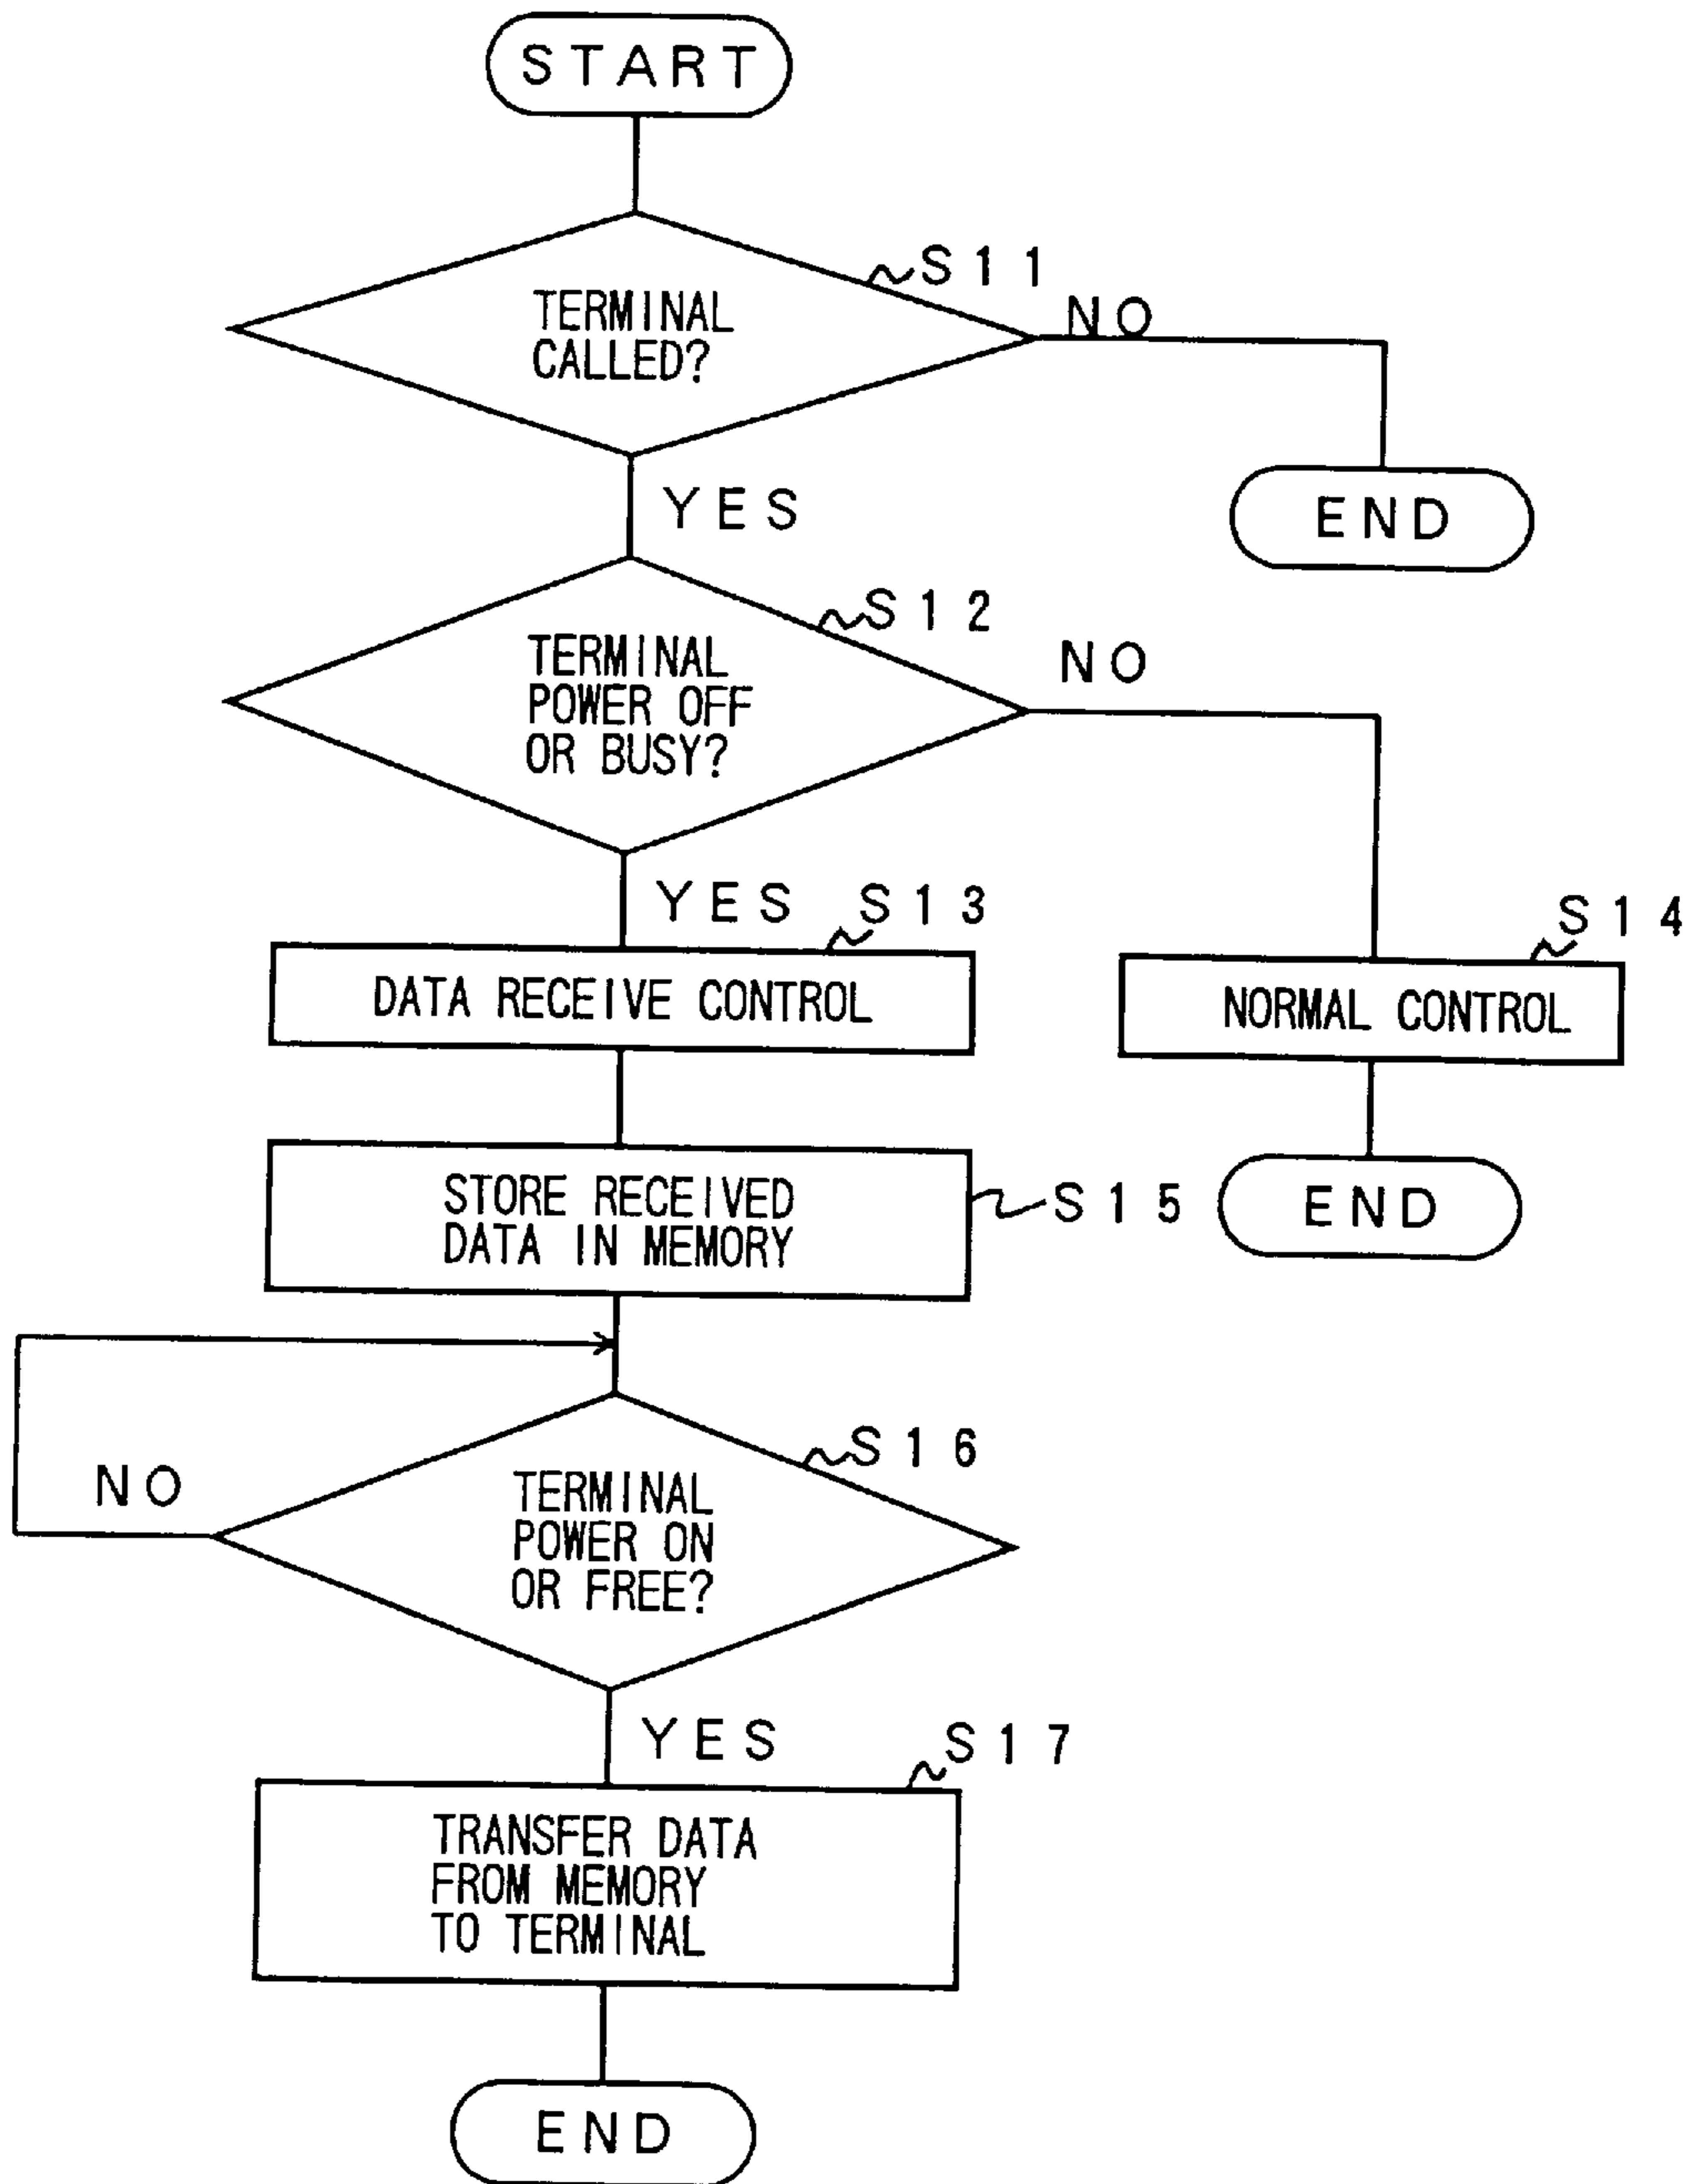 START
S11
TERMINAL
CALLED?
NO
YES
END
S12
TERMINAL
POWER OFF
OR BUSY?
NO
YES
S13
S14
DATA RECEIVE CONTROL
NORMAL CONTROL
STORE RECEIVED
DATA IN MEMORY
S15
END
S16
TERMINAL
POWER ON
OR FREE?
NO
YES
S17
TRANSFER DATA
FROM MEMORY
TO TERMINAL
END